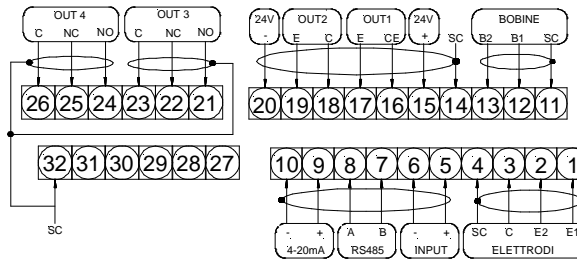 OUT 4 OUT 3 24V OUT2 OUT1 24V BOBINE
C NC NO C NC NO - E C E CE + SC B2 B1 SC
26 25 24 23 22 21 20 19 18 17 16 15 14 13 12 11
32 31 30 29 28 27 10 9 8 7 6 5 4 3 2 1
SC - + A B - + SC C E2 E1
4-20mA RS485 INPUT ELETTRODI